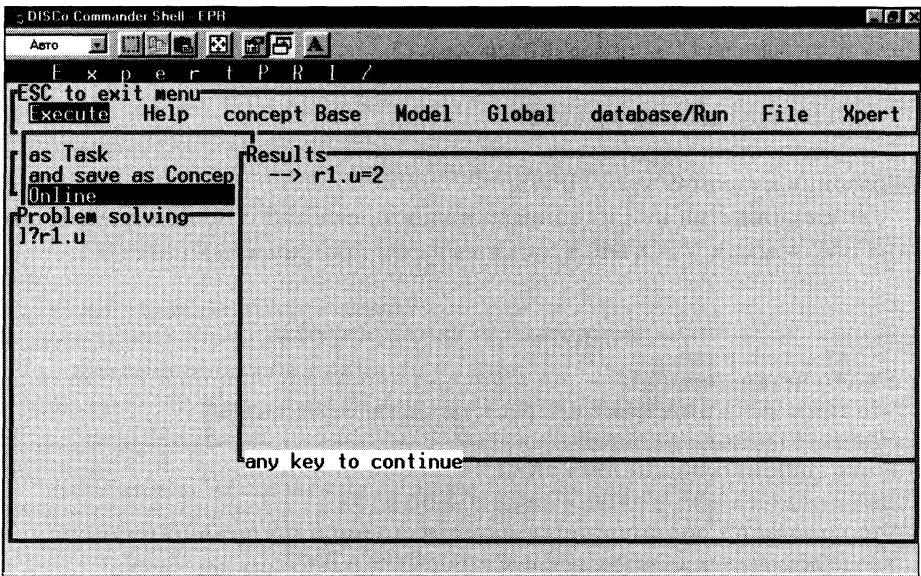 DISCo Commander Shell - EPR
Авто
A
E x p e r t P R I Z
ESC to exit menu
Execute Help concept Base Model Global database/Run File Xpert
as Task
and save as Concep
Online
Results
--> r1.u=2
Problem solving
]?r1.u
any key to continue